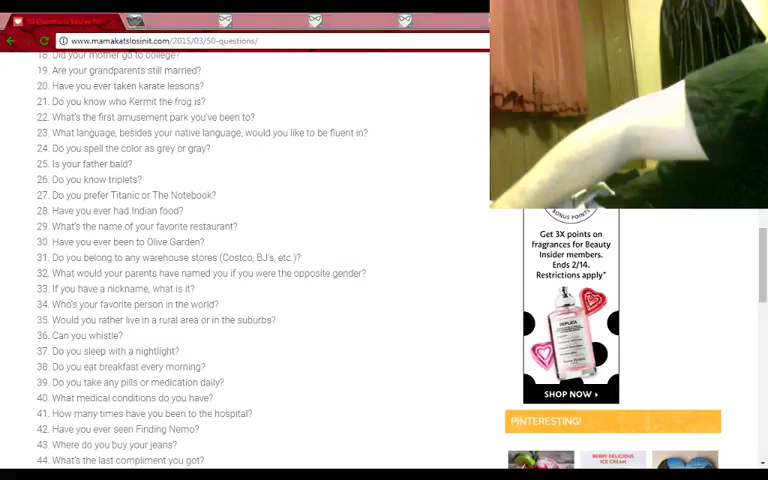 50 Questions You've
www.mamakatslosinit.com/2015/03/50-questions/
18. Did your mother go to college?
19. Are your grandparents still married?
20. Have you ever taken karate lessons?
21. Do you know who Kermit the frog is?
22. What's the first amusement park you've been to?
23. What language, besides your native language, would you like to be fluent in?
24. Do you spell the color as grey or gray?
25. Is your father bald?
26. Do you know triplets?
27. Do you prefer Titanic or The Notebook?
28. Have you ever had Indian food?
29. What's the name of your favorite restaurant?
30. Have you ever been to Olive Garden?
31. Do you belong to any warehouse stores (Costco, BJ's, etc.)?
32. What would your parents have named you if you were the opposite gender?
33. If you have a nickname, what is it?
34. Who's your favorite person in the world?
35. Would you rather live in a rural area or in the suburbs?
36. Can you whistle?
37. Do you sleep with a nightlight?
38. Do you eat breakfast every morning?
39. Do you take any pills or medication daily?
40. What medical conditions do you have?
41. How many times have you been to the hospital?
42. Have you ever seen Finding Nemo?
43. Where do you buy your jeans?
44. What's the last compliment you got?
BONUS POINTS
Get 3X points on
fragrances for Beauty
Insider members.
Ends 2/14.
Restrictions apply*
REPLICA
SHOP NOW
PINTERESTING!
BERRY DELICIOUS
ICE CREAM